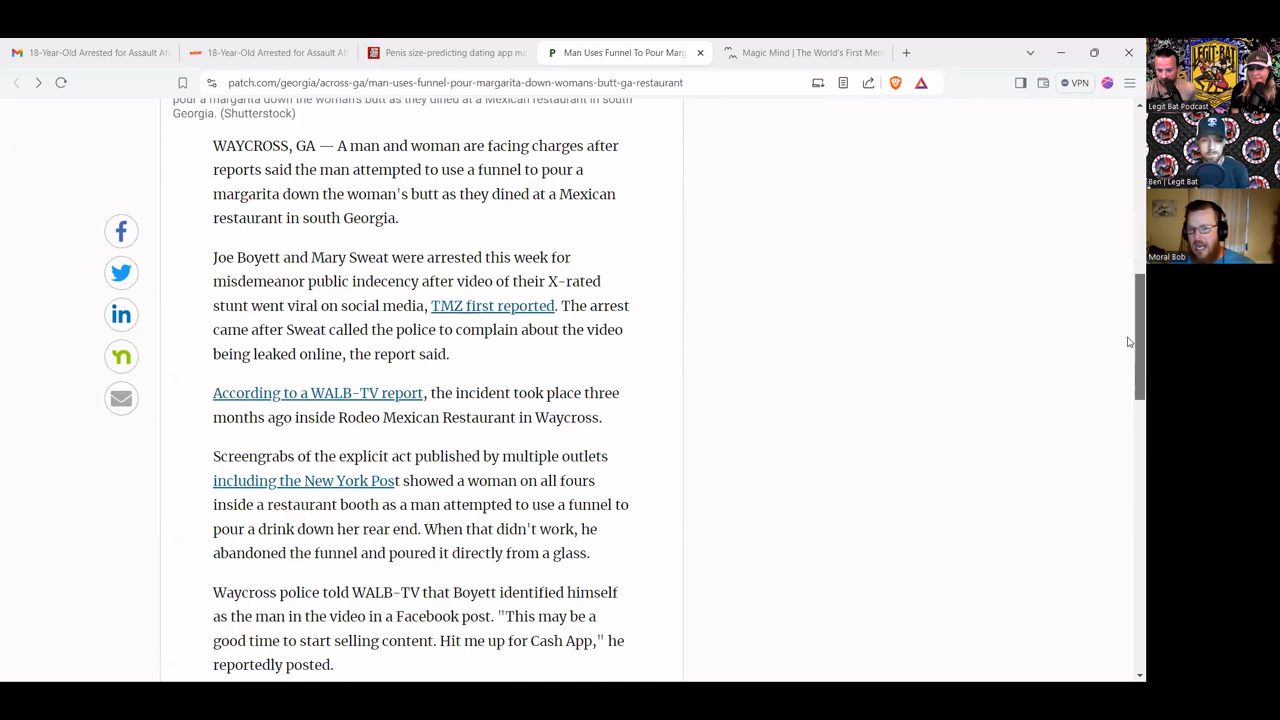 18-Year-Old Arrested for Assault Af
18-Year-Old Arrested for Assault Af
Penis size-predicting dating app ma
Man Uses Funnel To Pour Marg
Magic Mind | The World's First Men
patch.com/georgia/across-ga/man-uses-funnel-pour-margarita-down-womans-butt-ga-restaurant
VPN
pour a margarita down the woman's butt as they dined at a Mexican restaurant in south
Georgia. (Shutterstock)
WAYCROSS, GA — A man and woman are facing charges after
reports said the man attempted to use a funnel to pour a
margarita down the woman's butt as they dined at a Mexican
restaurant in south Georgia.
Joe Boyett and Mary Sweat were arrested this week for
misdemeanor public indecency after video of their X-rated
stunt went viral on social media, TMZ first reported. The arrest
came after Sweat called the police to complain about the video
being leaked online, the report said.
According to a WALB-TV report, the incident took place three
months ago inside Rodeo Mexican Restaurant in Waycross.
Screengrabs of the explicit act published by multiple outlets
including the New York Post showed a woman on all fours
inside a restaurant booth as a man attempted to use a funnel to
pour a drink down her rear end. When that didn't work, he
abandoned the funnel and poured it directly from a glass.
Waycross police told WALB-TV that Boyett identified himself
as the man in the video in a Facebook post. "This may be a
good time to start selling content. Hit me up for Cash App," he
reportedly posted.
LEGIT BAT
Legit Bat Podcast
Ben | Legit Bat
Moral Bob